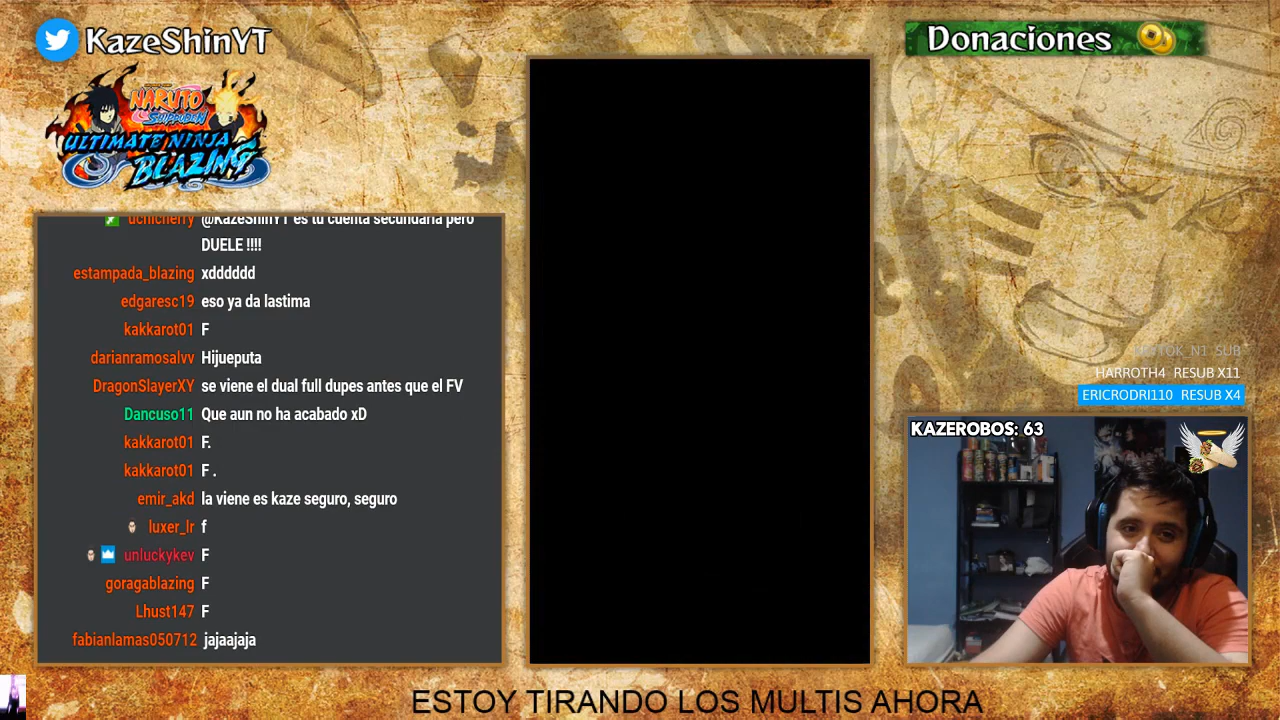 KazeShinYT
Donaciones
NARUTO
SHIPPUDEN
ULTIMATE NINJA
BLAZING
uchicherry @KazeShinYT es tu cuenta secundaria pero
DUELE !!!!
estampada_blazing xdddddd
edgaresc19 eso ya da lastima
kakkarot01 F
darianramosalvv Hijueputa
DragonSlayerXY se viene el dual full dupes antes que el FV
Dancuso11 Que aun no ha acabado xD
kakkarot01 F.
kakkarot01 F .
emir_akd la viene es kaze seguro, seguro
luxer_lr f
unluckykev F
goragablazing F
Lhust147 F
fabianlamas050712 jajaajaja
SUB
HARROTH4 RESUB X11
ERICRODRI110 RESUB X4
KAZEROBOS: 63
ESTOY TIRANDO LOS MULTIS AHORA